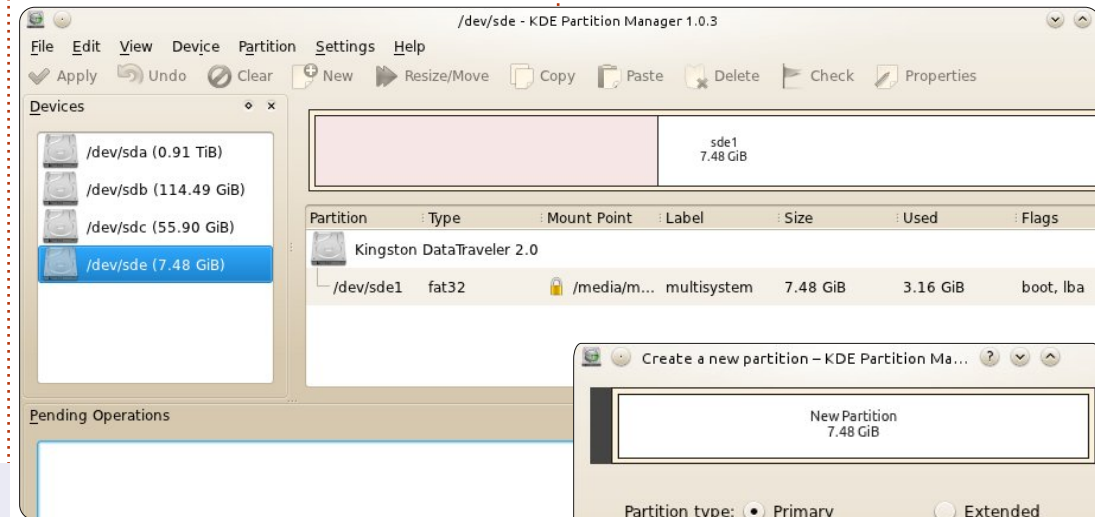 /dev/sde - KDE Partition Manager 1.0.3
File Edit View Device Partition Settings Help
Apply Undo Clear New Resize/Move Copy Paste Delete Check Properties
Devices
/dev/sda (0.91 TiB)
/dev/sdb (114.49 GiB)
/dev/sdc (55.90 GiB)
/dev/sde (7.48 GiB)
sde1
7.48 GiB
Partition Type Mount Point Label Size Used Flags
Kingston DataTraveler 2.0
/dev/sde1 fat32 /media/m... multisystem 7.48 GiB 3.16 GiB boot, lba
Pending Operations
Create a new partition – KDE Partition Ma...
New Partition
7.48 GiB
Partition type: Primary Extended